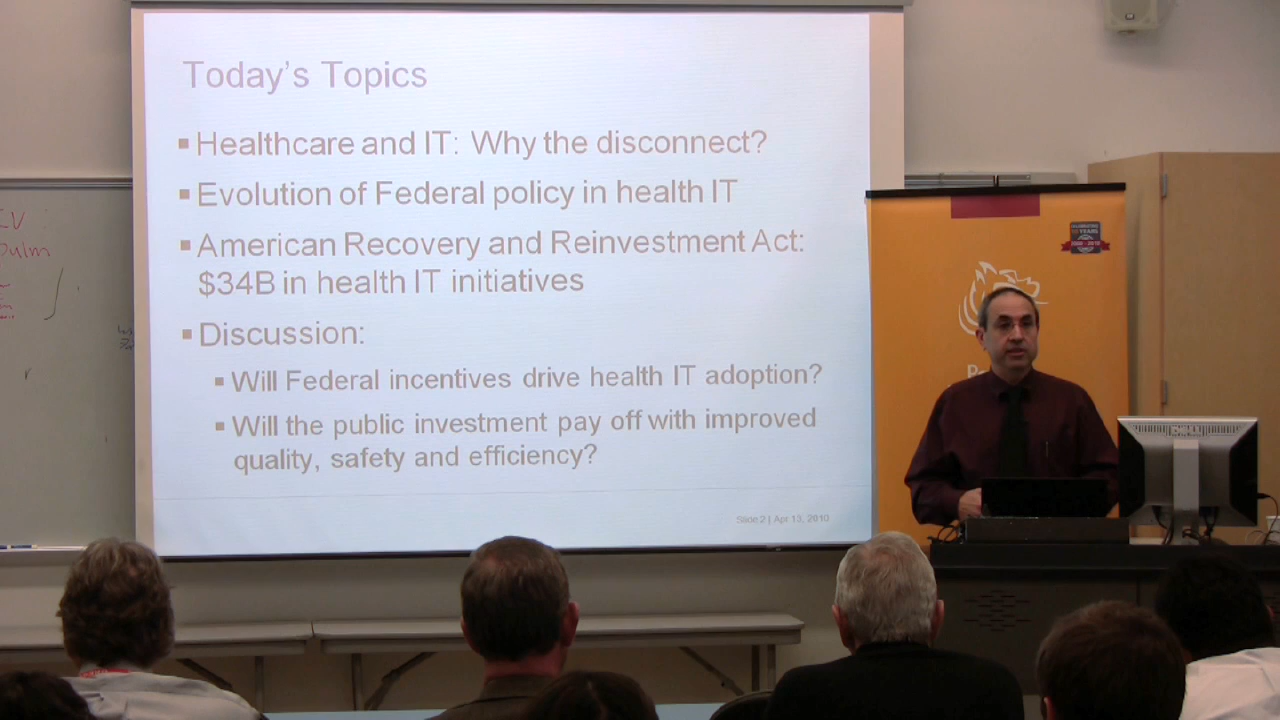 Today's Topics
▪ Healthcare and IT: Why the disconnect?
▪ Evolution of Federal policy in health IT
▪ American Recovery and Reinvestment Act:
$34B in health IT initiatives
▪ Discussion:
▪ Will Federal incentives drive health IT adoption?
▪ Will the public investment pay off with improved
quality, safety and efficiency?
Slide 2 | Apr 13, 2010
Pulm
DELL